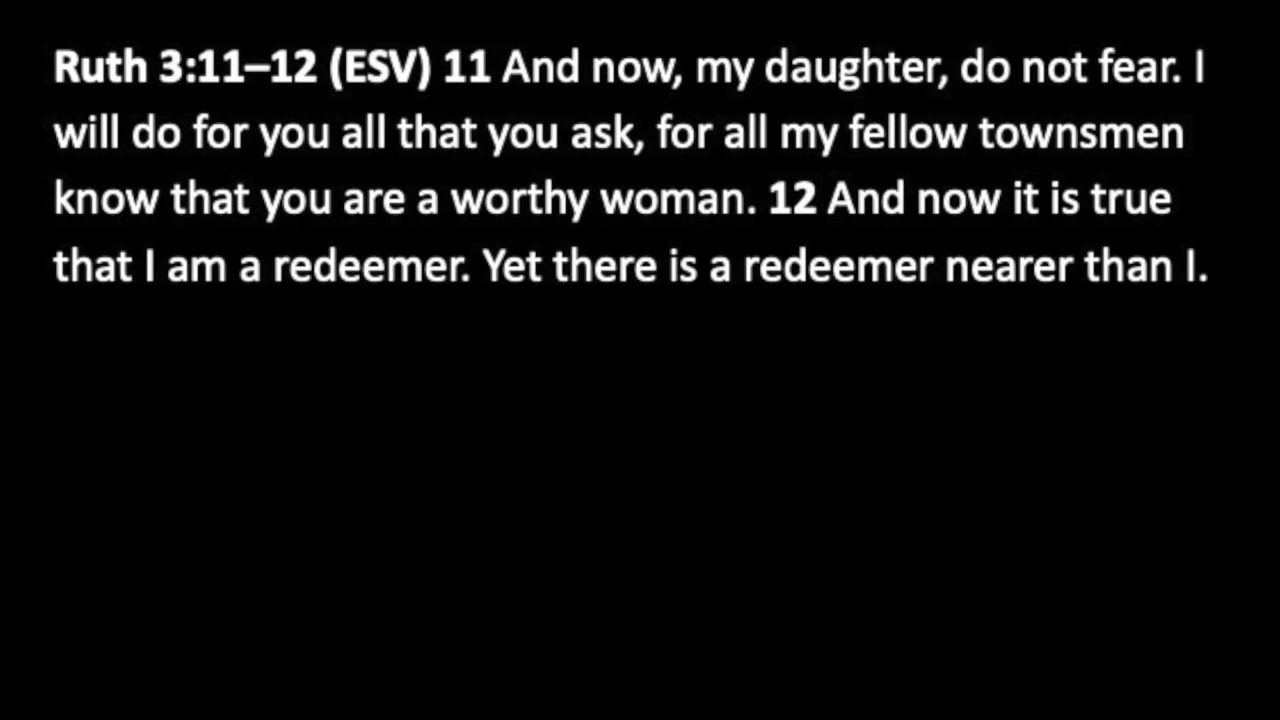 Ruth 3:11–12 (ESV) 11 And now, my daughter, do not fear. I
will do for you all that you ask, for all my fellow townsmen
know that you are a worthy woman. 12 And now it is true
that I am a redeemer. Yet there is a redeemer nearer than I.